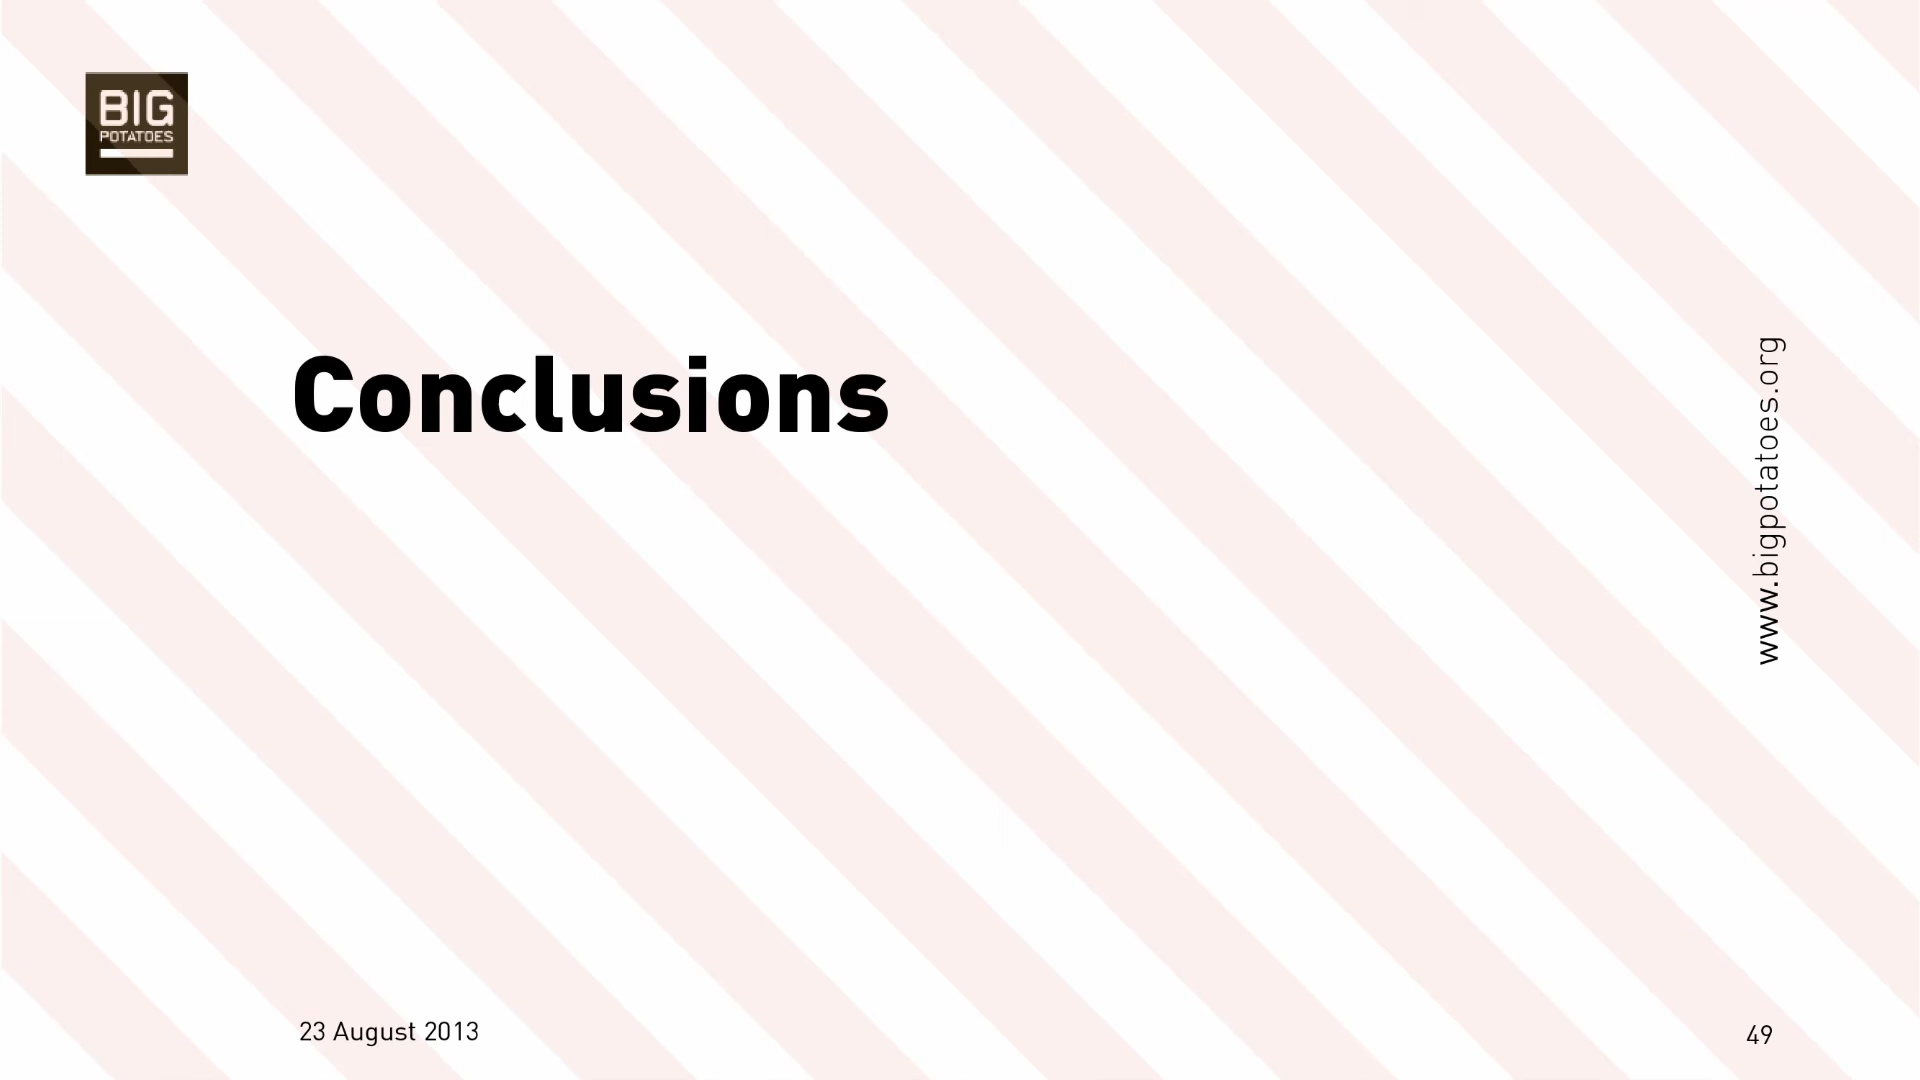 BIG
POTATOES
Conclusions
www.bigpotatoes.org
23 August 2013
49